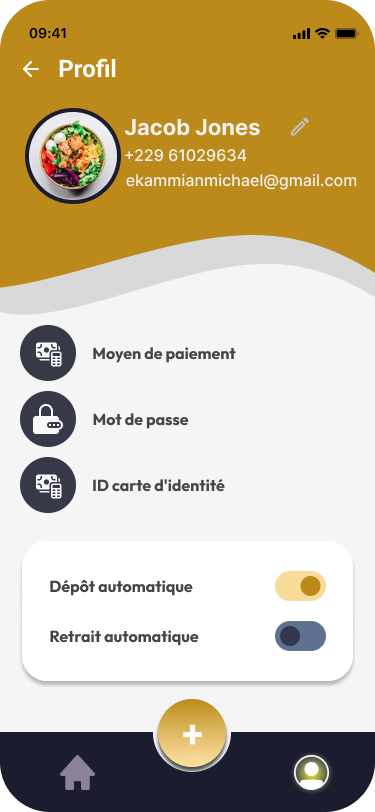 09:41
Profil
Jacob Jones
+229 61029634
ekammianmichael@gmail.com
Moyen de paiement
Mot de passe
ID carte d'identité
Dépôt automatique
Retrait automatique